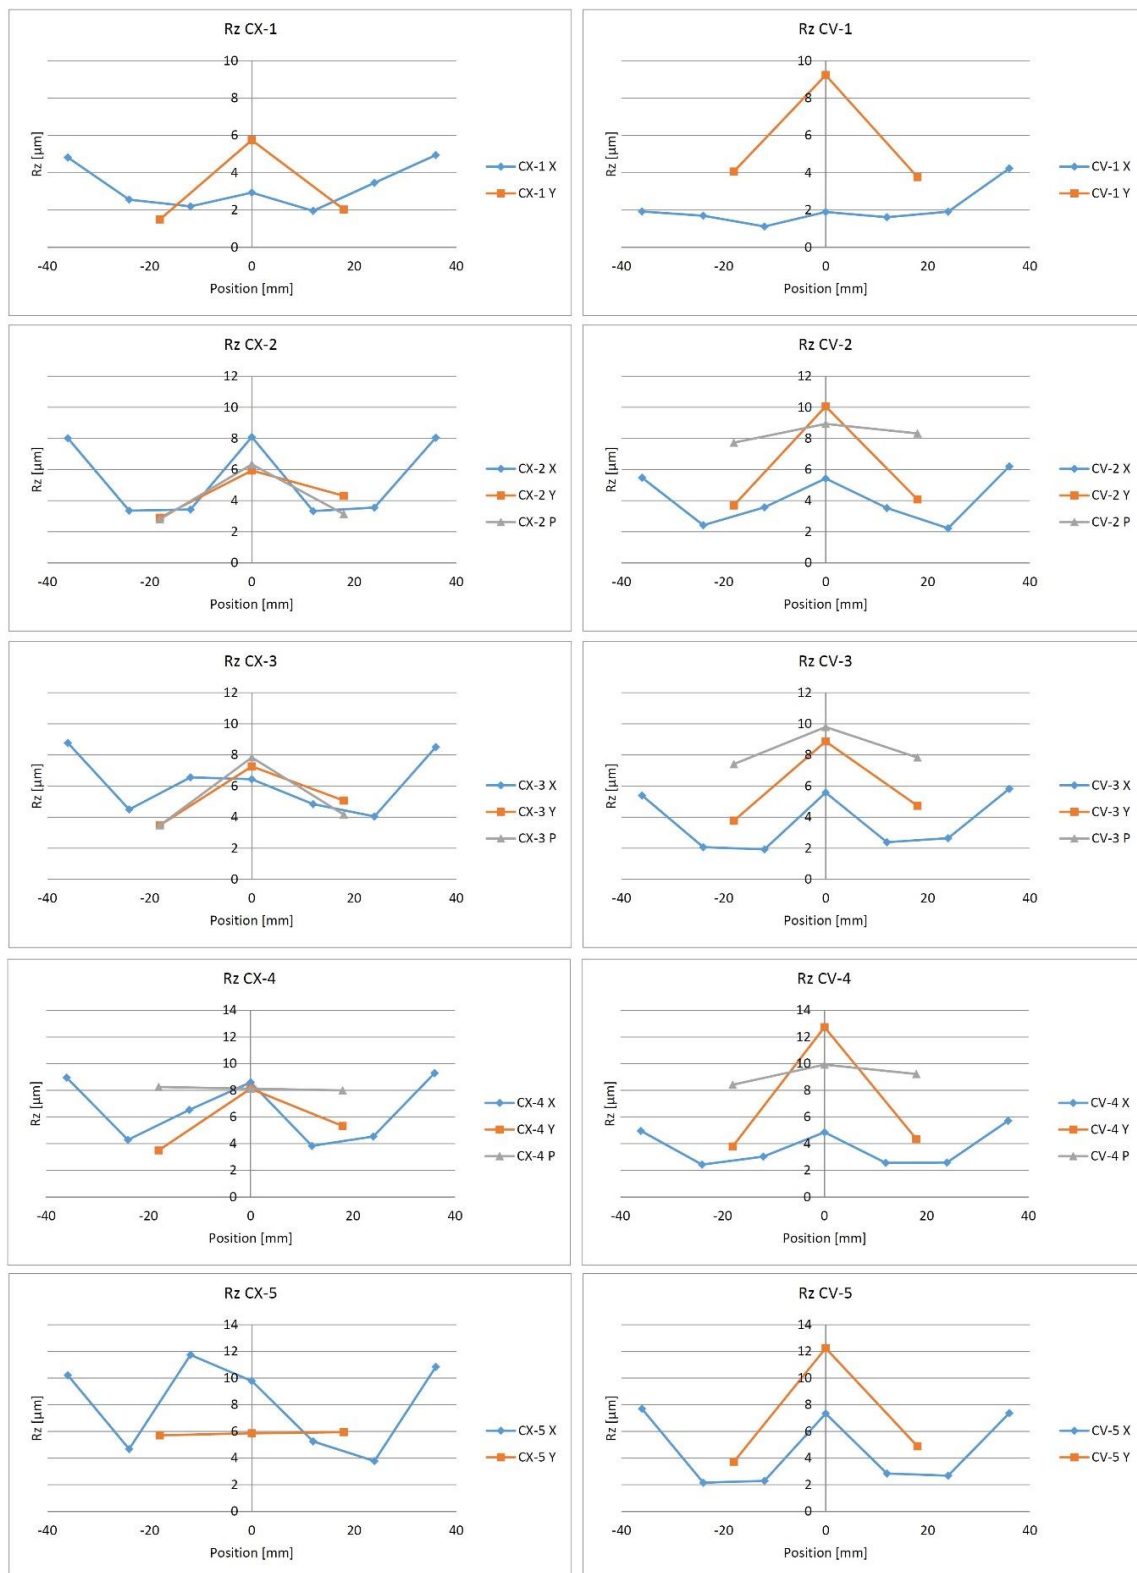 Rz CX-1
10
8
6
4
2
0
-40
-20
0
20
40
Rz [µm]
Position [mm]
CX-1 X
CX-1 Y
Rz CV-1
10
8
6
4
2
0
-40
-20
0
20
40
Rz [µm]
Position [mm]
CV-1 X
CV-1 Y
Rz CX-2
12
10
8
6
4
2
0
-40
-20
0
20
40
Rz [µm]
Position [mm]
CX-2 X
CX-2 Y
CX-2 P
Rz CV-2
12
10
8
6
4
2
0
-40
-20
0
20
40
Rz [µm]
Position [mm]
CV-2 X
CV-2 Y
CV-2 P
Rz CX-3
12
10
8
6
4
2
0
-40
-20
0
20
40
Rz [µm]
Position [mm]
CX-3 X
CX-3 Y
CX-3 P
Rz CV-3
12
10
8
6
4
2
0
-40
-20
0
20
40
Rz [µm]
Position [mm]
CV-3 X
CV-3 Y
CV-3 P
Rz CX-4
14
12
10
8
6
4
2
0
-40
-20
0
20
40
Rz [µm]
Position [mm]
CX-4 X
CX-4 Y
CX-4 P
Rz CV-4
14
12
10
8
6
4
2
0
-40
-20
0
20
40
Rz [µm]
Position [mm]
CV-4 X
CV-4 Y
CV-4 P
Rz CX-5
14
12
10
8
6
4
2
0
-40
-20
0
20
40
Rz [µm]
Position [mm]
CX-5 X
CX-5 Y
Rz CV-5
14
12
10
8
6
4
2
0
-40
-20
0
20
40
Rz [µm]
Position [mm]
CV-5 X
CV-5 Y